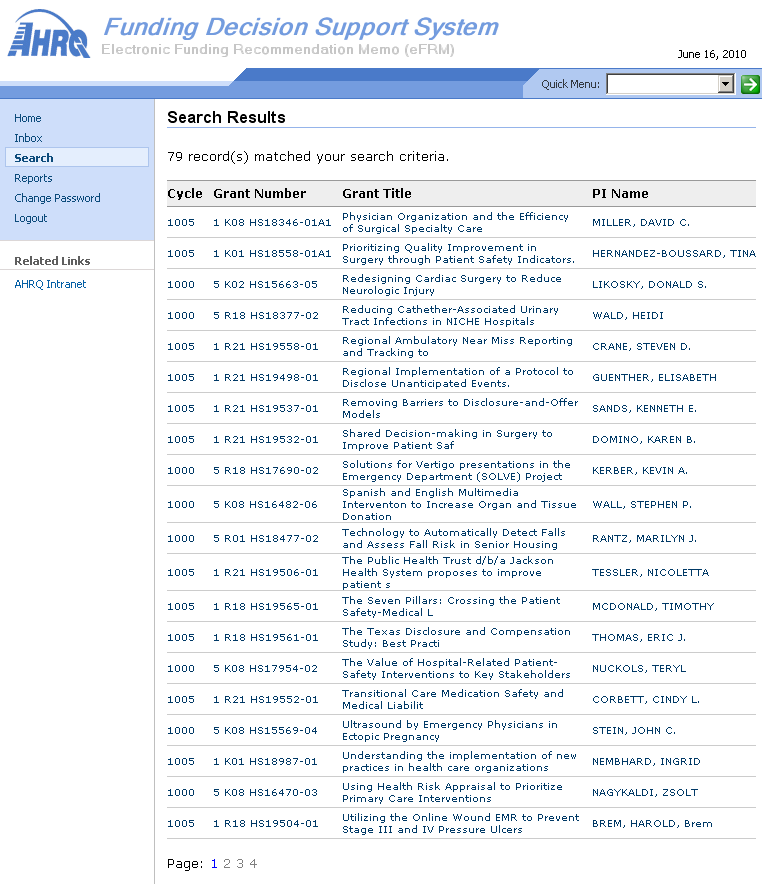 AHRQ Funding Decision Support System
Electronic Funding Recommendation Memo (eFRM)
June 16, 2010
Quick Menu:
Home
Inbox
Search
Reports
Change Password
Logout
Related Links
AHRQ Intranet
Search Results
79 record(s) matched your search criteria.
Cycle Grant Number Grant Title PI Name
1005 1 K08 HS18346-01A1 Physician Organization and the Efficiency of Surgical Specialty Care MILLER, DAVID C.
1005 1 K01 HS18558-01A1 Prioritizing Quality Improvement in Surgery through Patient Safety Indicators. HERNANDEZ-BOUSSARD, TINA
1000 5 K02 HS15663-05 Redesigning Cardiac Surgery to Reduce Neurologic Injury LIKOSKY, DONALD S.
1000 5 R18 HS18377-02 Reducing Cathether-Associated Urinary Tract Infections in NICHE Hospitals WALD, HEIDI
1005 1 R21 HS19558-01 Regional Ambulatory Near Miss Reporting and Tracking to CRANE, STEVEN D.
1005 1 R21 HS19498-01 Regional Implementation of a Protocol to Disclose Unanticipated Events. GUENTHER, ELISABETH
1005 1 R21 HS19537-01 Removing Barriers to Disclosure-and-Offer Models SANDS, KENNETH E.
1005 1 R21 HS19532-01 Shared Decision-making in Surgery to Improve Patient Saf DOMINO, KAREN B.
1000 5 R18 HS17690-02 Solutions for Vertigo presentations in the Emergency Department (SOLVE) Project KERBER, KEVIN A.
1000 5 K08 HS16482-06 Spanish and English Multimedia Interventon to Increase Organ and Tissue Donation WALL, STEPHEN P.
1000 5 R01 HS18477-02 Technology to Automatically Detect Falls and Assess Fall Risk in Senior Housing RANTZ, MARILYN J.
1005 1 R21 HS19506-01 The Public Health Trust d/b/a Jackson Health System proposes to improve patient s TESSLER, NICOLETTA
1005 1 R18 HS19565-01 The Seven Pillars: Crossing the Patient Safety-Medical L MCDONALD, TIMOTHY
1005 1 R18 HS19561-01 The Texas Disclosure and Compensation Study: Best Practi THOMAS, ERIC J.
1000 5 K08 HS17954-02 The Value of Hospital-Related Patient-Safety Interventions to Key Stakeholders NUCKOLS, TERYL
1005 1 R21 HS19552-01 Transitional Care Medication Safety and Medical Liabilit CORBETT, CINDY L.
1000 5 K08 HS15569-04 Ultrasound by Emergency Physicians in Ectopic Pregnancy STEIN, JOHN C.
1005 1 K01 HS18987-01 Understanding the implementation of new practices in health care organizations NEMBHARD, INGRID
1000 5 K08 HS16470-03 Using Health Risk Appraisal to Prioritize Primary Care Interventions NAGYKALDI, ZSOLT
1005 1 R18 HS19504-01 Utilizing the Online Wound EMR to Prevent Stage III and IV Pressure Ulcers BREM, HAROLD, Brem
Page: 1 2 3 4